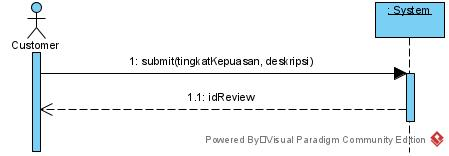 : System
Customer
1: submit(tingkatKepuasan, deskripsi)
1.1: idReview
Powered By Visual Paradigm Community Edition